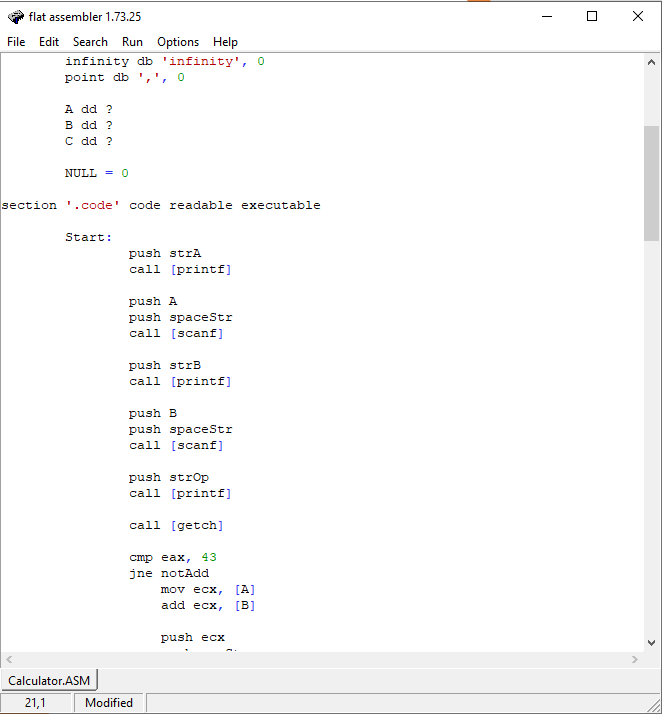 flat assembler 1.73.25
File Edit Search Run Options Help
infinity db 'infinity', 0
point db ',', 0
A dd ?
B dd ?
C dd ?
NULL = 0
section '.code' code readable executable
Start:
push strA
call [printf]
push A
push spaceStr
call [scanf]
push strB
call [printf]
push B
push spaceStr
call [scanf]
push strOp
call [printf]
call [getch]
cmp eax, 43
jne notAdd
mov ecx, [A]
add ecx, [B]
push ecx
Calculator.ASM
21,1 Modified